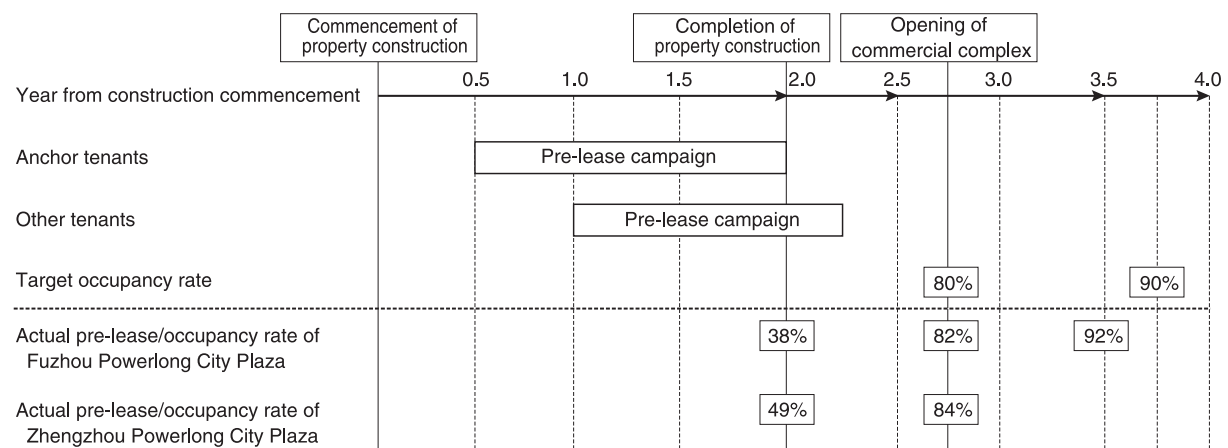 Commencement of
property construction
Completion of
property construction
Opening of
commercial complex
0.5 1.0 1.5 2.0 2.5 3.0 3.5 4.0
Year from construction commencement
Anchor tenants Pre-lease campaign
Other tenants Pre-lease campaign
Target occupancy rate 80% 90%
Actual pre-lease/occupancy rate of
Fuzhou Powerlong City Plaza 38% 82% 92%
Actual pre-lease/occupancy rate of
Zhengzhou Powerlong City Plaza 49% 84%